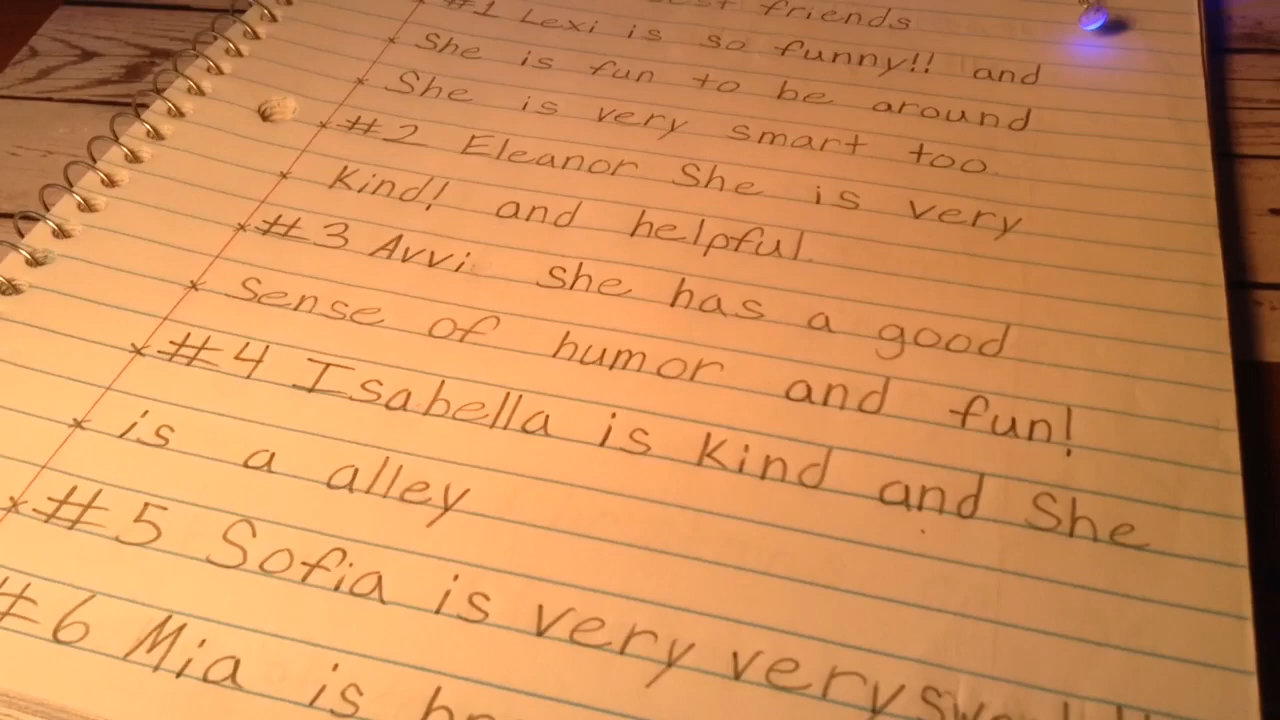 friends
#1 Lexi is so funny!! and
She is fun to be around
She is very smart too.
#2 Eleanor She is very
Kind! and helpful.
#3 Avvi She has a good
Sense of humor and fun!
#4 Isabella is Kind and She
is a alley
#5 Sofia is very very
#6 Mia is